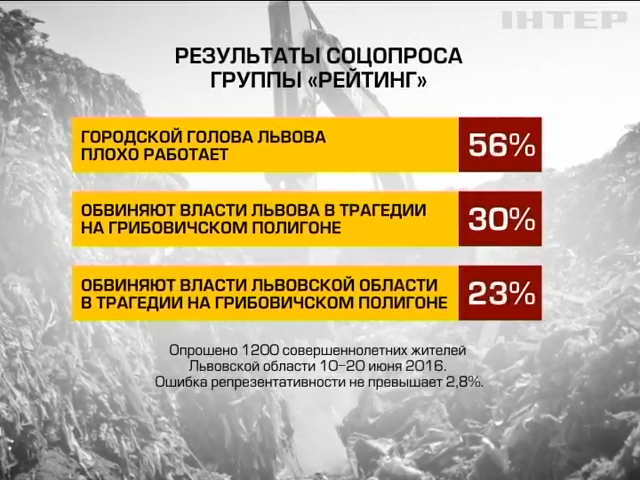 ІНТЕР
РЕЗУЛЬТАТЫ СОЦОПРОСА
ГРУППЫ «РЕЙТИНГ»
ГОРОДСКОЙ ГОЛОВА ЛЬВОВА
ПЛОХО РАБОТАЕТ
56%
ОБВИНЯЮТ ВЛАСТИ ЛЬВОВА В ТРАГЕДИИ
НА ГРИБОВИЧСКОМ ПОЛИГОНЕ
30%
ОБВИНЯЮТ ВЛАСТИ ЛЬВОВСКОЙ ОБЛАСТИ
В ТРАГЕДИИ НА ГРИБОВИЧСКОМ ПОЛИГОНЕ
23%
Опрошено 1200 совершеннолетних жителей
Львовской области 10–20 июня 2016.
Ошибка репрезентативности не превышает 2,8%.